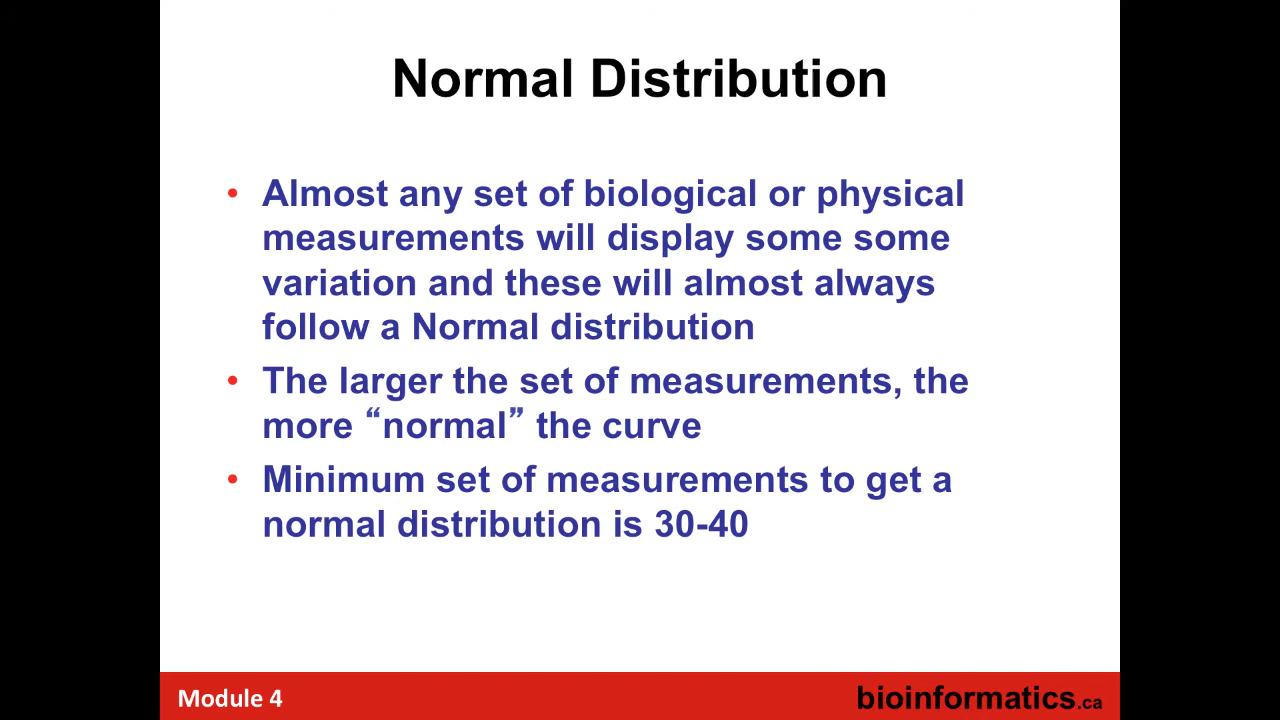 Normal Distribution
• Almost any set of biological or physical
measurements will display some some
variation and these will almost always
follow a Normal distribution
• The larger the set of measurements, the
more “normal” the curve
• Minimum set of measurements to get a
normal distribution is 30-40
Module 4
bioinformatics.ca